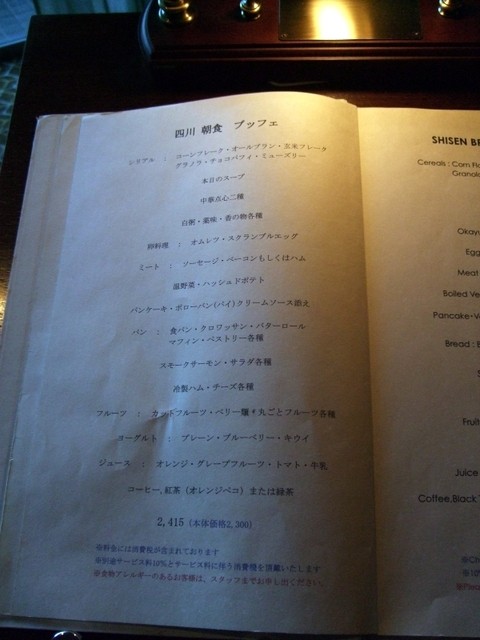 四川 朝食 ブッフェ
シリアル ： コーンフレーク・オールブラン・玄米フレーク
グラノラ・チョコパフィ・ミューズリー
本日のスープ
中華点心二種
白粥・薬味・香の物各種
卵料理 ： オムレツ・スクランブルエッグ
ミート ： ソーセージ・ベーコンもしくはハム
温野菜・ハッシュドポテト
パンケーキ・ボローバン(パイ)クリームソース添え
パン ： 食パン・クロワッサン・バターロール
マフィン・ペストリー各種
スモークサーモン・サラダ各種
冷製ハム・チーズ各種
フルーツ ： カットフルーツ・ベリー類・丸ごとフルーツ各種
ヨーグルト ： プレーン・ブルーベリー・キウイ
ジュース ： オレンジ・グレープフルーツ・トマト・牛乳
コーヒー,紅茶（オレンジペコ）または緑茶
2,415（本体価格2,300）
※料金には消費税が含まれております
※別途サービス料10%とサービス料に伴う消費税を頂戴いたします
※食物アレルギーのあるお客様は、スタッフまでお申し出ください。
SHISEN
Cereals : Corn
Granol
Okay
Egg
Meat
Boiled Ve
Pancake・V
Bread :
Fruit
Juice
Coffee,Black